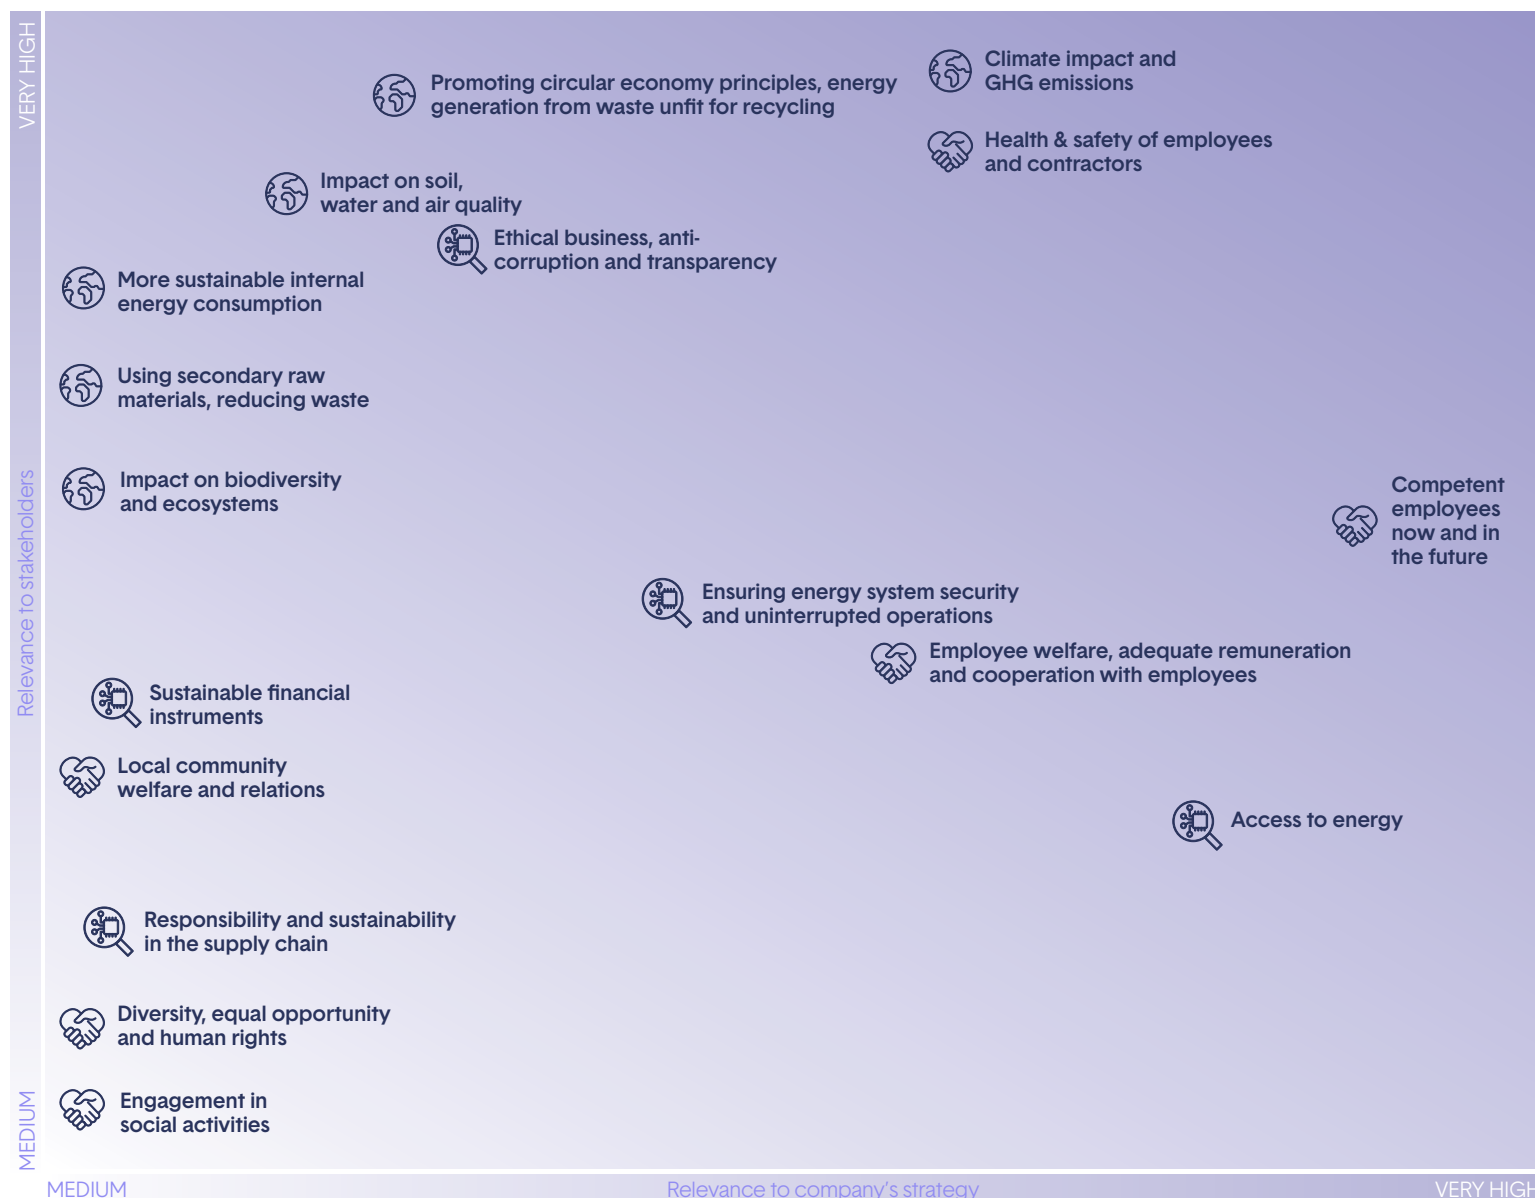 VERY HIGH
Relevance to stakeholders
MEDIUM
Climate impact and
GHG emissions
Promoting circular economy principles, energy
generation from waste unfit for recycling
Health & safety of employees
and contractors
Impact on soil,
water and air quality
Ethical business, anti-
corruption and transparency
More sustainable internal
energy consumption
Using secondary raw
materials, reducing waste
Impact on biodiversity
and ecosystems
Competent
employees
now and in
the future
Ensuring energy system security
and uninterrupted operations
Employee welfare, adequate remuneration
and cooperation with employees
Sustainable financial
instruments
Local community
welfare and relations
Access to energy
Responsibility and sustainability
in the supply chain
Diversity, equal opportunity
and human rights
Engagement in
social activities
MEDIUM
Relevance to company’s strategy
VERY HIGH